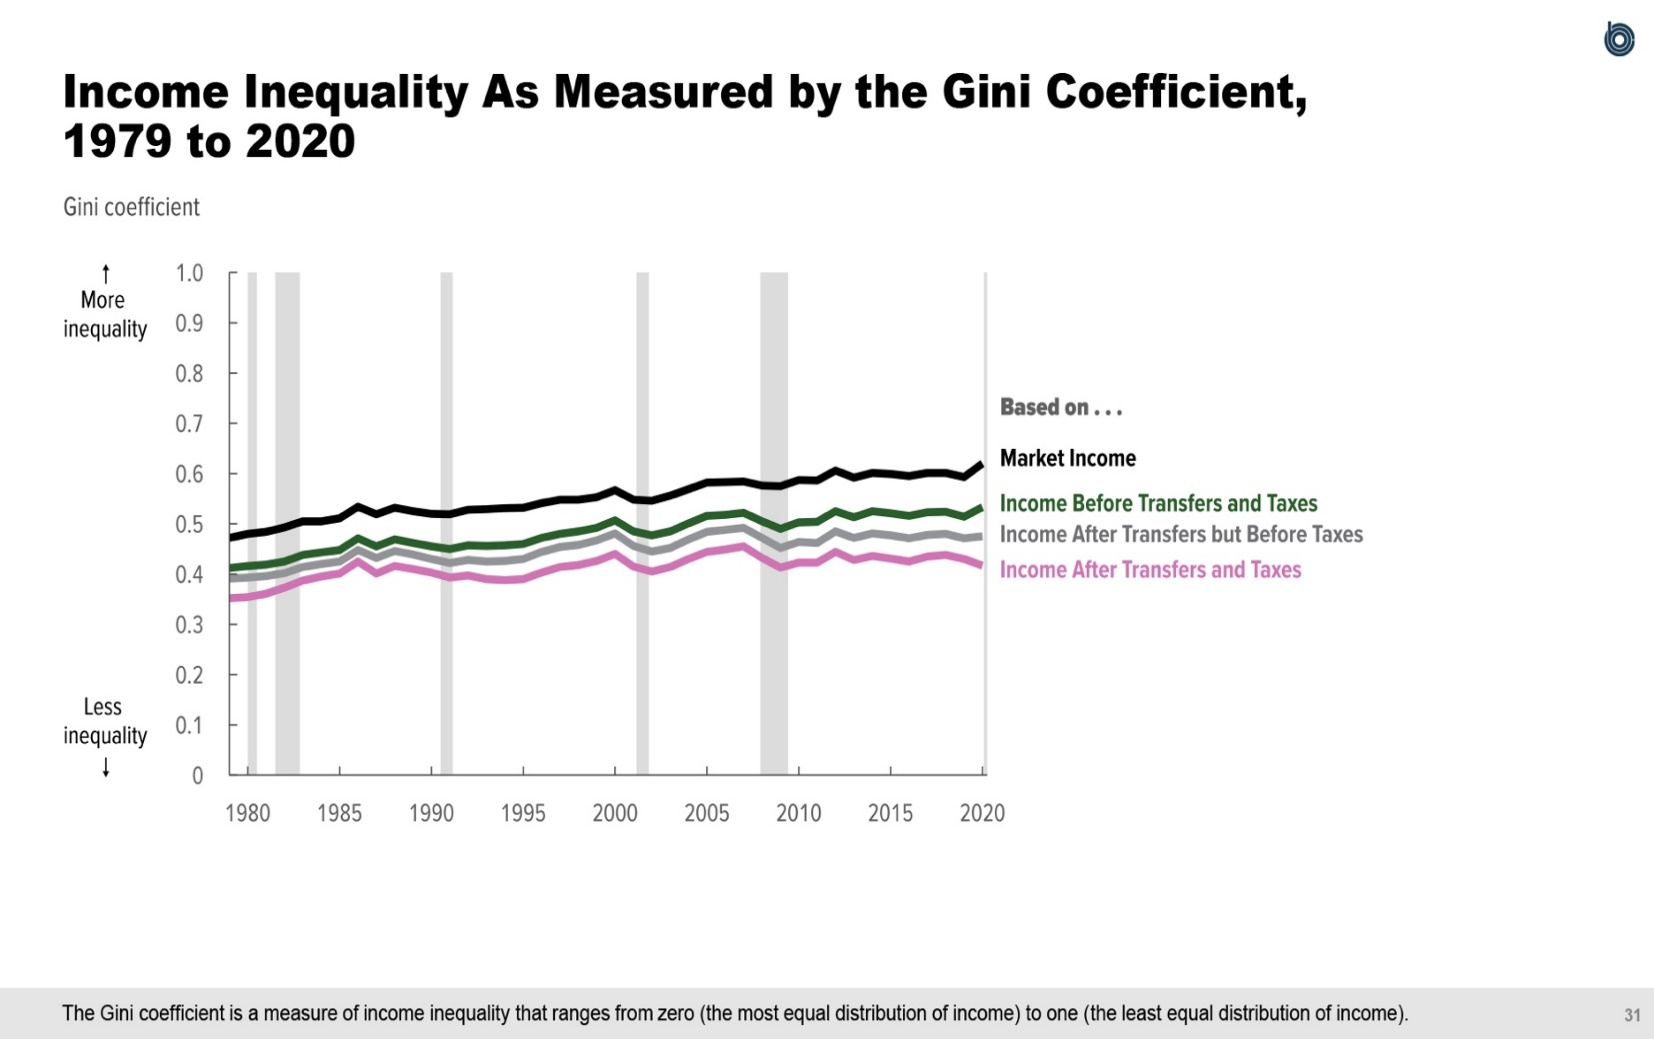 Income Inequality As Measured by the Gini Coefficient,
1979 to 2020
Gini coefficient
↑
More
inequality
1.0
0.9
0.8
0.7
0.6
0.5
0.4
0.3
0.2
0.1
0
Less
inequality
↓
Based on . . .
Market Income
Income Before Transfers and Taxes
Income After Transfers but Before Taxes
Income After Transfers and Taxes
1980 1985 1990 1995 2000 2005 2010 2015 2020
The Gini coefficient is a measure of income inequality that ranges from zero (the most equal distribution of income) to one (the least equal distribution of income).
31